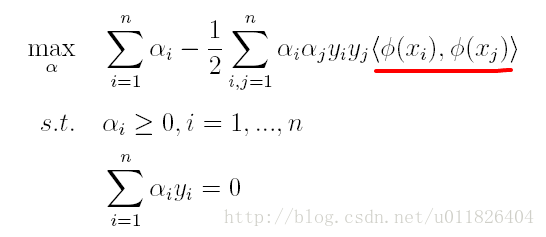 max_α ∑_{i=1}^{n} α_i − 1/2 ∑_{i,j=1}^{n} α_i α_j y_i y_j ⟨ϕ(x_i), ϕ(x_j)⟩
s.t. α_i ≥ 0, i = 1, ..., n
∑_{i=1}^{n} α_i y_i = 0
http://blog.csdn.net/u011826404